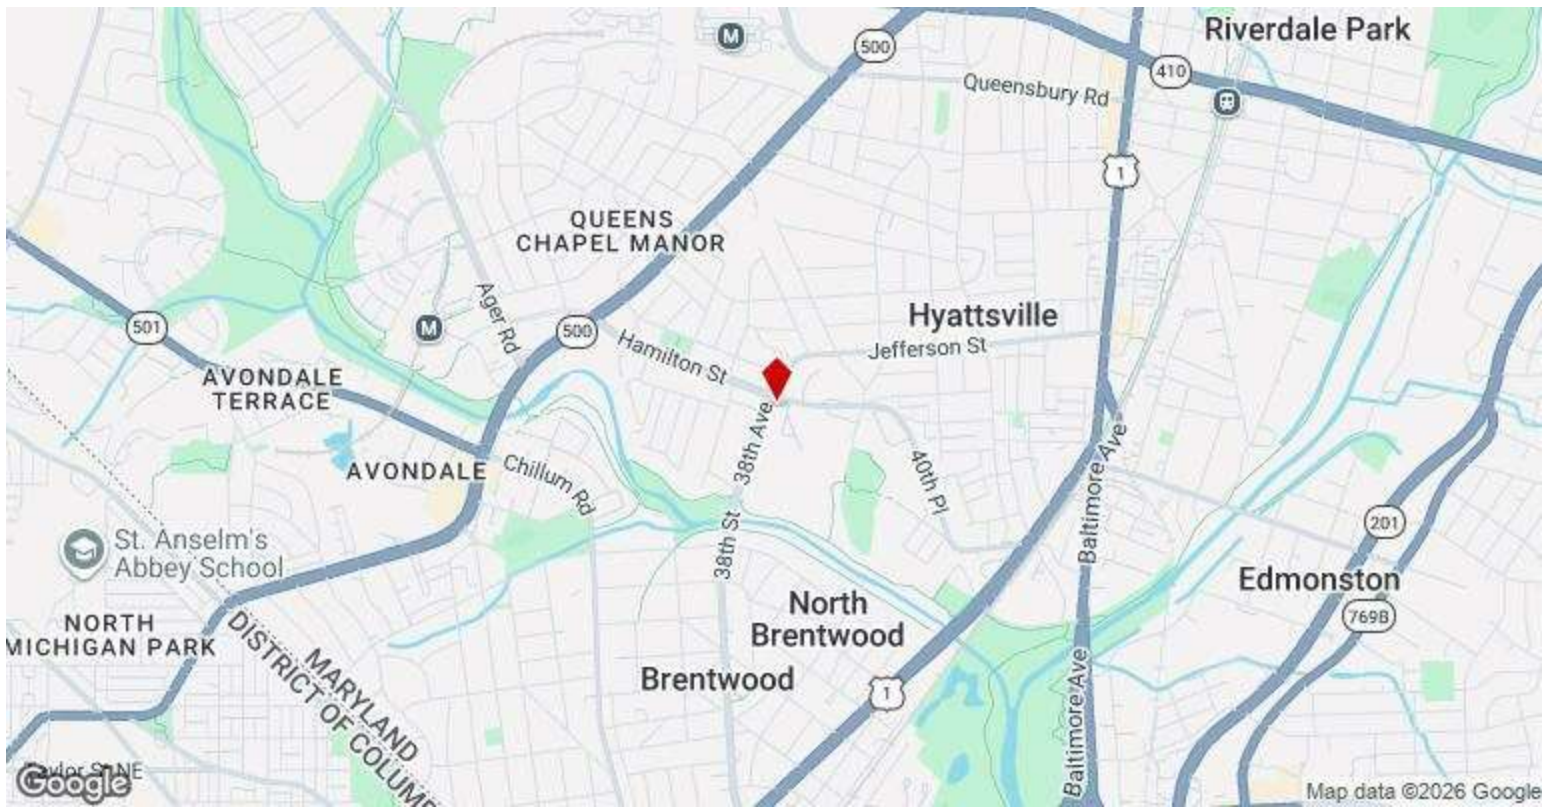 Riverdale Park
M
500
410
Queensbury Rd
1
QUEENS
CHAPEL MANOR
Ager Rd
501
M
500
Hyattsville
Jefferson St
Hamilton St
AVONDALE
TERRACE
38th Ave
AVONDALE
Chillum Rd
40th Pl
Baltimore Ave
St. Anselm's
Abbey School
38th St
Baltimore Ave
201
Edmonston
769B
North
Brentwood
NORTH
MICHIGAN PARK
MARYLAND
DISTRICT OF COLUM
Brentwood
1
Baltimore Ave
NE
Google
Map data ©2026 Google